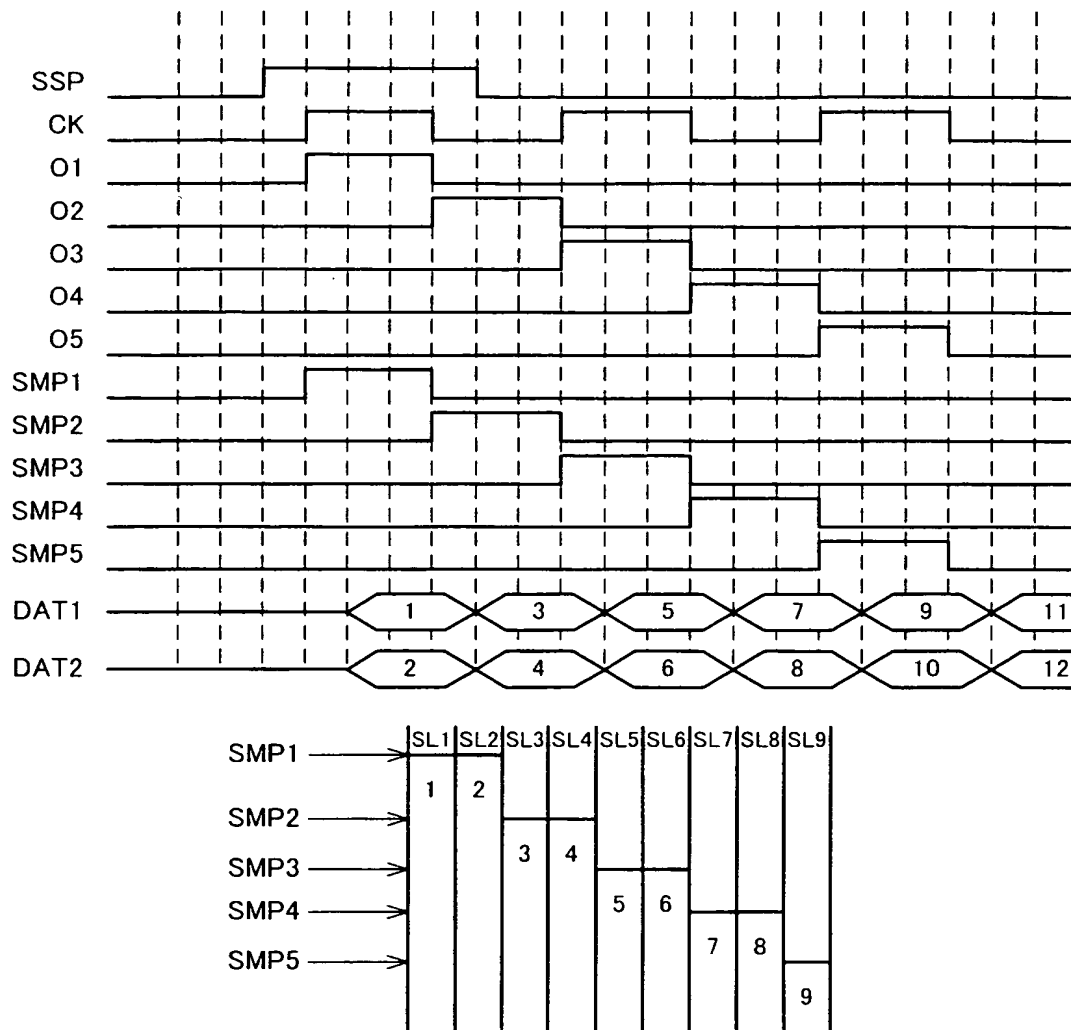 SSP
CK
O1
O2
O3
O4
O5
SMP1
SMP2
SMP3
SMP4
SMP5
DAT1 1 3 5 7 9 11
DAT2 2 4 6 8 10 12
SL1 SL2 SL3 SL4 SL5 SL6 SL7 SL8 SL9
SMP1
1 2
SMP2
3 4
SMP3
5 6
SMP4
7 8
SMP5
9